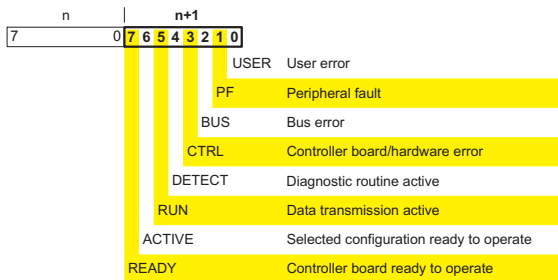 n n+1
7 0 7 6 5 4 3 2 1 0
USER User error
PF Peripheral fault
BUS Bus error
CTRL Controller board/hardware error
DETECT Diagnostic routine active
RUN Data transmission active
ACTIVE Selected configuration ready to operate
READY Controller board ready to operate